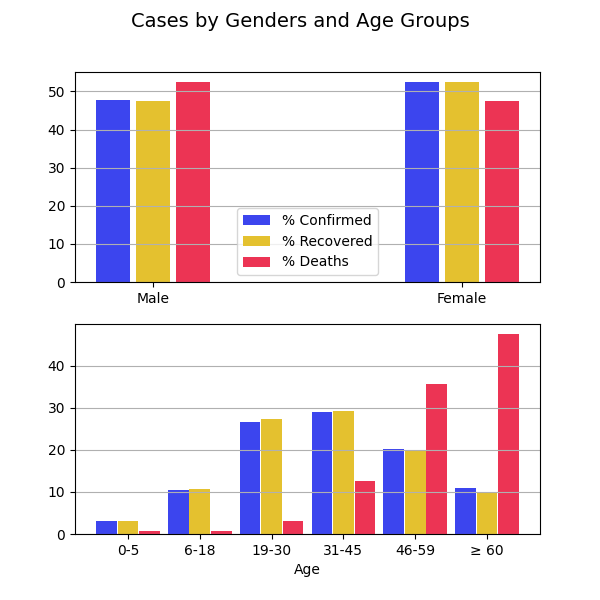 Cases by Genders and Age Groups
50
40
30
20
10
0
% Confirmed
% Recovered
% Deaths
Male Female
40
30
20
10
0
0-5 6-18 19-30 31-45 46-59 ≥ 60
Age